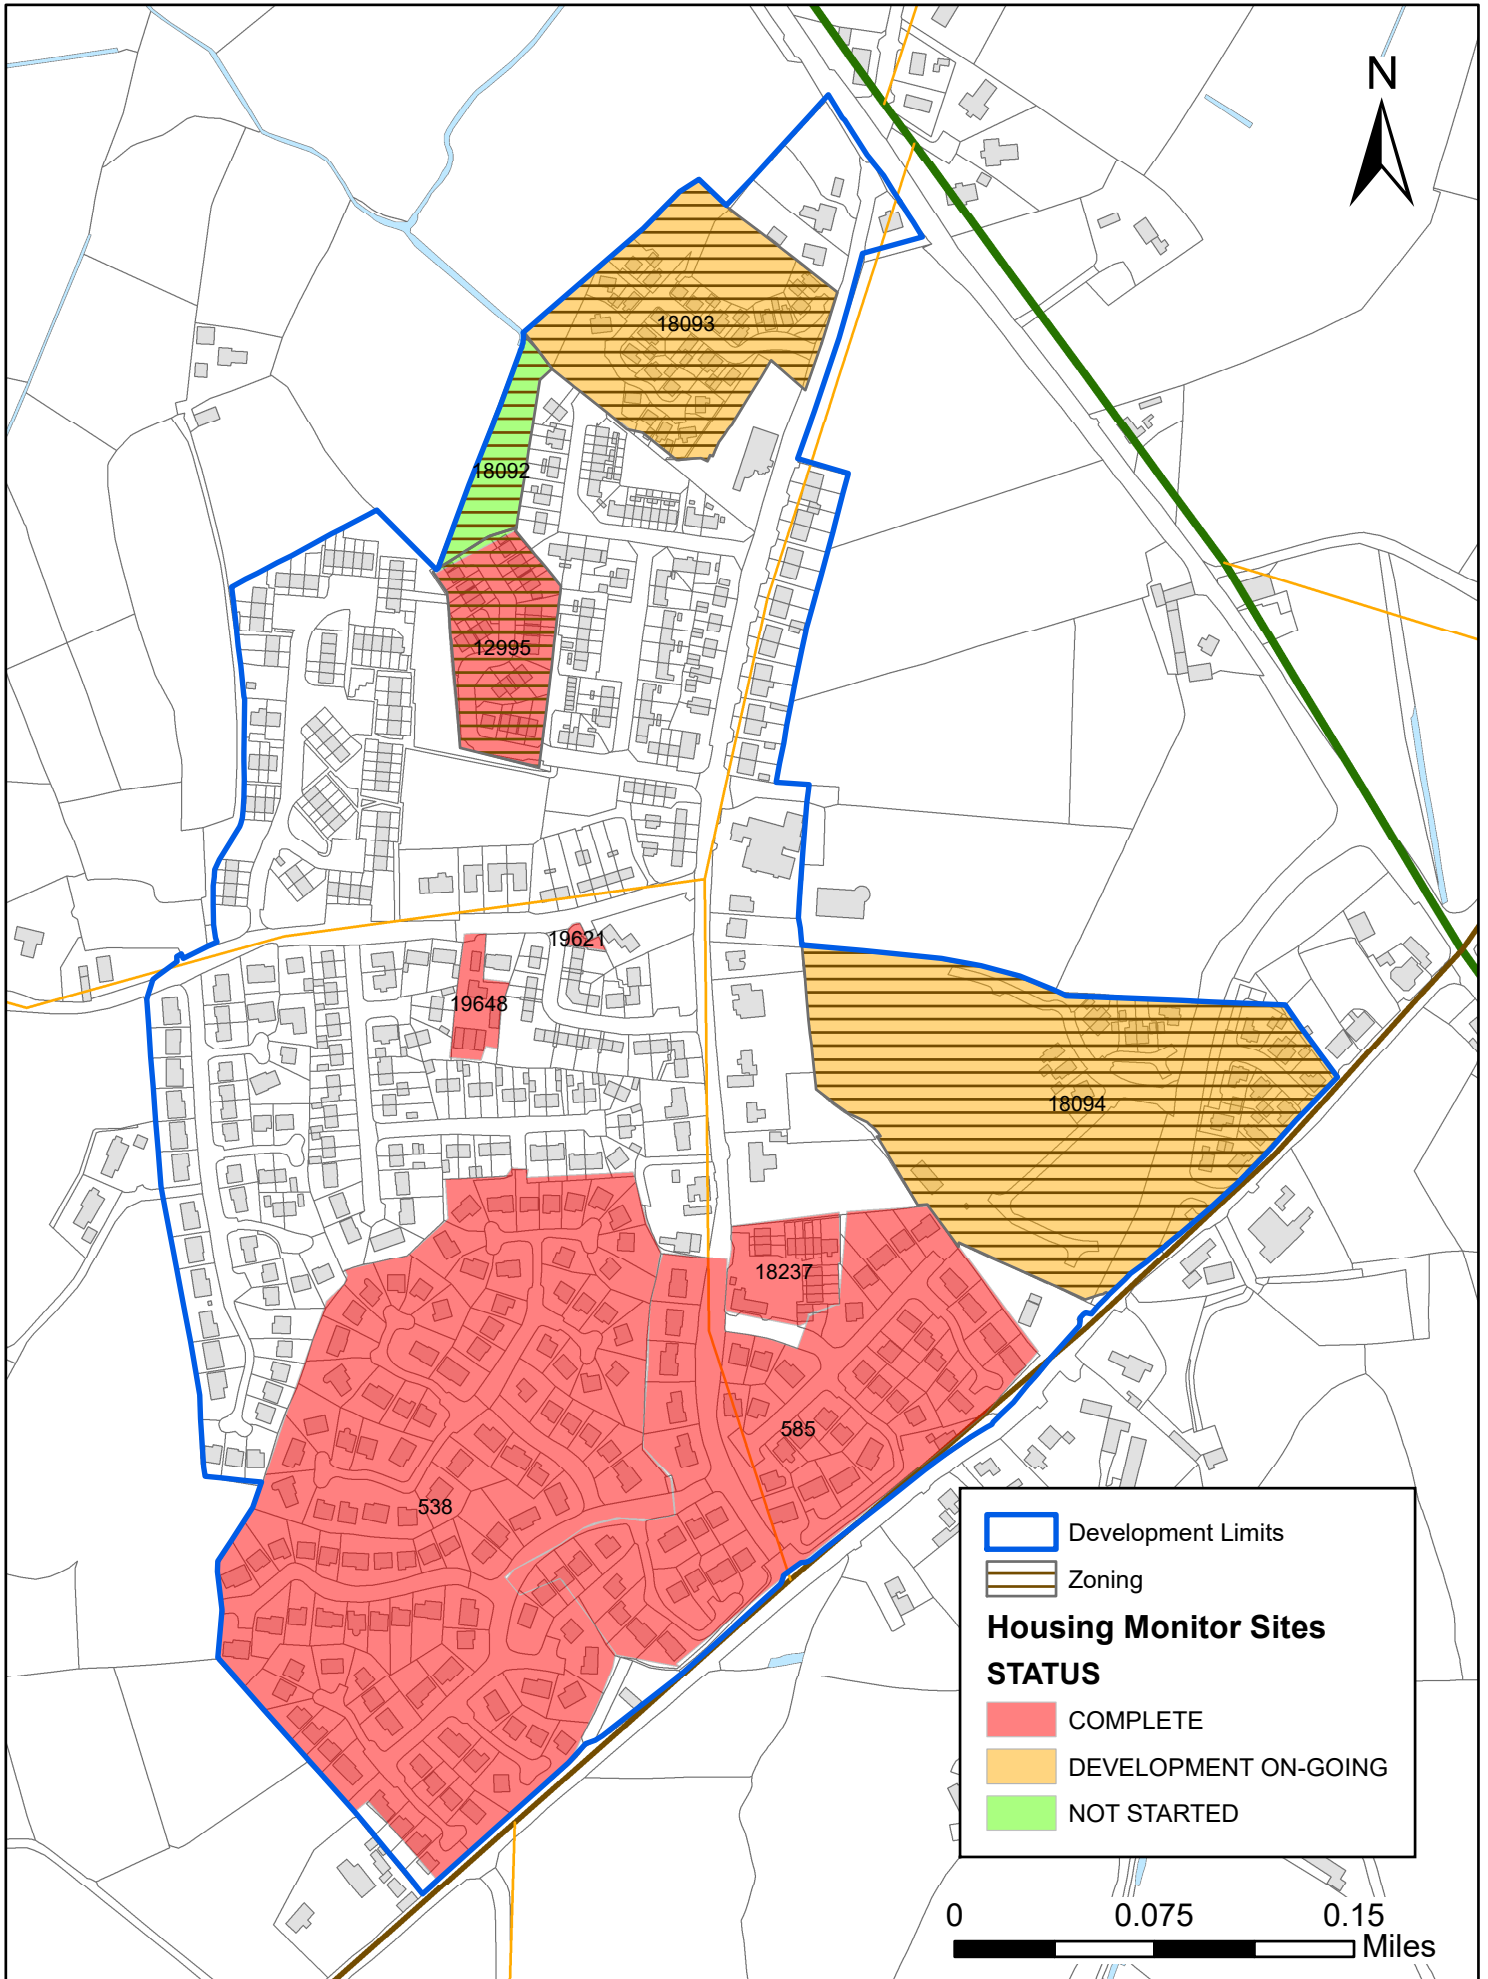 N
18093
18092
12995
19621
19648
18094
18237
585
538
Development Limits
Zoning
Housing Monitor Sites
STATUS
COMPLETE
DEVELOPMENT ON-GOING
NOT STARTED
0 0.075 0.15
Miles